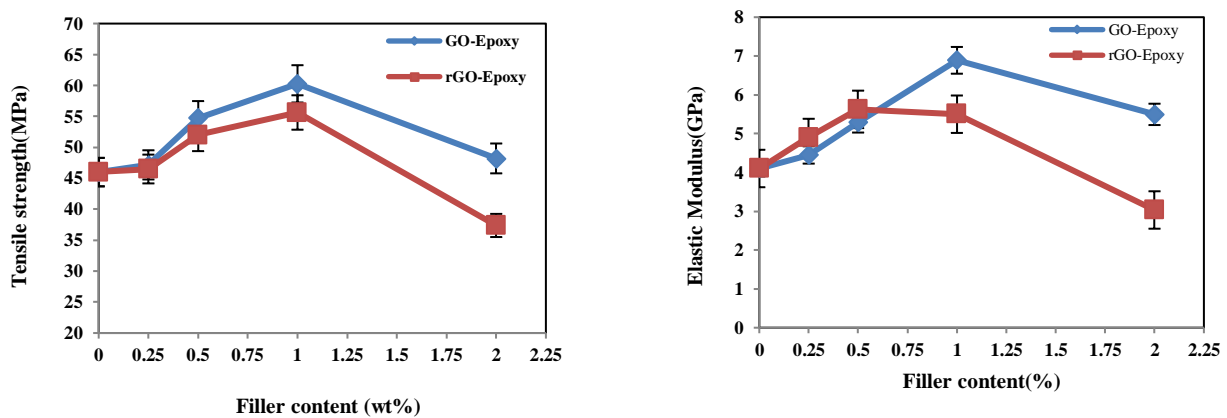 70
65
60
55
50
45
40
35
30
25
20
Tensile strength(MPa)
GO-Epoxy
rGO-Epoxy
0 0.25 0.5 0.75 1 1.25 1.5 1.75 2 2.25
Filler content (wt%)
8
7
6
5
4
3
2
1
0
Elastic Modulus(GPa)
GO-Epoxy
rGO-Epoxy
0 0.25 0.5 0.75 1 1.25 1.5 1.75 2 2.25
Filler content(%)